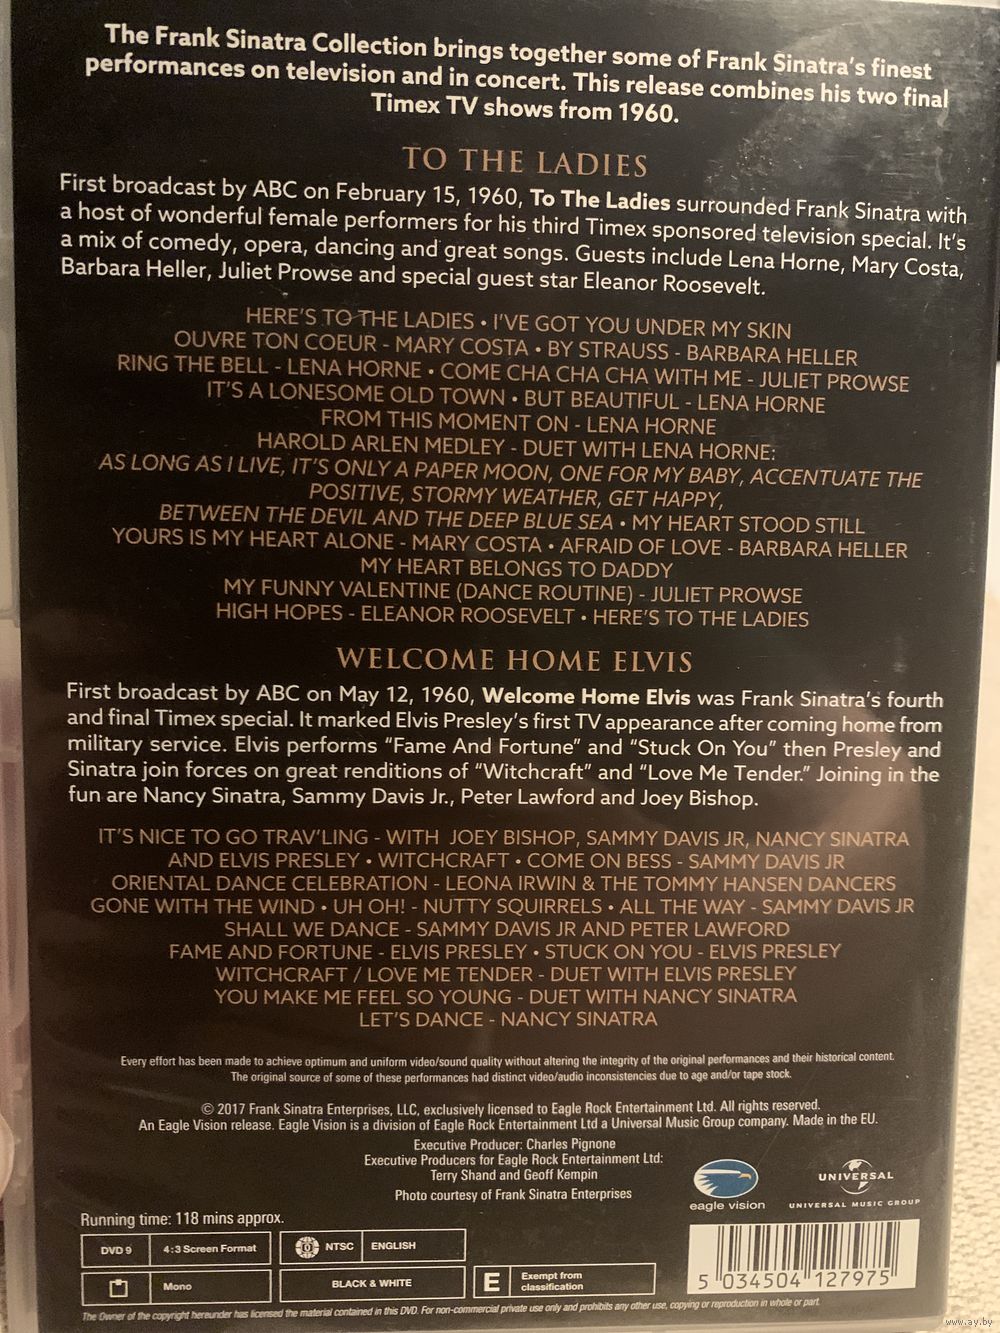 The Frank Sinatra Collection brings together some of Frank Sinatra's finest
performances on television and in concert. This release combines his two final
Timex TV shows from 1960.
TO THE LADIES
First broadcast by ABC on February 15, 1960, To The Ladies surrounded Frank Sinatra with
a host of wonderful female performers for his third Timex sponsored television special. It's
a mix of comedy, opera, dancing and great songs. Guests include Lena Horne, Mary Costa,
Barbara Heller, Juliet Prowse and special guest star Eleanor Roosevelt.
HERE'S TO THE LADIES • I'VE GOT YOU UNDER MY SKIN
OUVRE TON COEUR - MARY COSTA • BY STRAUSS - BARBARA HELLER
RING THE BELL - LENA HORNE • COME CHA CHA CHA WITH ME - JULIET PROWSE
IT'S A LONESOME OLD TOWN • BUT BEAUTIFUL - LENA HORNE
FROM THIS MOMENT ON - LENA HORNE
HAROLD ARLEN MEDLEY - DUET WITH LENA HORNE:
AS LONG AS I LIVE, IT'S ONLY A PAPER MOON, ONE FOR MY BABY, ACCENTUATE THE
POSITIVE, STORMY WEATHER, GET HAPPY,
BETWEEN THE DEVIL AND THE DEEP BLUE SEA • MY HEART STOOD STILL
YOURS IS MY HEART ALONE - MARY COSTA • AFRAID OF LOVE - BARBARA HELLER
MY HEART BELONGS TO DADDY
MY FUNNY VALENTINE (DANCE ROUTINE) - JULIET PROWSE
HIGH HOPES - ELEANOR ROOSEVELT • HERE'S TO THE LADIES
WELCOME HOME ELVIS
First broadcast by ABC on May 12, 1960, Welcome Home Elvis was Frank Sinatra's fourth
and final Timex special. It marked Elvis Presley's first TV appearance after coming home from
military service. Elvis performs "Fame And Fortune" and "Stuck On You" then Presley and
Sinatra join forces on great renditions of "Witchcraft" and "Love Me Tender." Joining in the
fun are Nancy Sinatra, Sammy Davis Jr., Peter Lawford and Joey Bishop.
IT'S NICE TO GO TRAV'LING - WITH JOEY BISHOP, SAMMY DAVIS JR, NANCY SINATRA
AND ELVIS PRESLEY • WITCHCRAFT • COME ON BESS - SAMMY DAVIS JR
ORIENTAL DANCE CELEBRATION - LEONA IRWIN & THE TOMMY HANSEN DANCERS
GONE WITH THE WIND • UH OH! - NUTTY SQUIRRELS • ALL THE WAY - SAMMY DAVIS JR
SHALL WE DANCE - SAMMY DAVIS JR AND PETER LAWFORD
FAME AND FORTUNE - ELVIS PRESLEY • STUCK ON YOU - ELVIS PRESLEY
WITCHCRAFT / LOVE ME TENDER - DUET WITH ELVIS PRESLEY
YOU MAKE ME FEEL SO YOUNG - DUET WITH NANCY SINATRA
LET'S DANCE - NANCY SINATRA
Every effort has been made to achieve optimum and uniform video/sound quality without altering the integrity of the original performances and their historical content.
The original source of some of these performances had distinct video/audio inconsistencies due to age and/or tape stock.
© 2017 Frank Sinatra Enterprises, LLC, exclusively licensed to Eagle Rock Entertainment Ltd. All rights reserved.
An Eagle Vision release. Eagle Vision is a division of Eagle Rock Entertainment Ltd a Universal Music Group company. Made in the EU.
Executive Producer: Charles Pignone
Executive Producers for Eagle Rock Entertainment Ltd:
Terry Shand and Geoff Kempin
Photo courtesy of Frank Sinatra Enterprises
eagle vision
UNIVERSAL
UNIVERSAL MUSIC GROUP
Running time: 118 mins approx.
DVD 9 4:3 Screen Format NTSC ENGLISH
Mono BLACK & WHITE E Exempt from
classification
5 034504 127975
The Owner of the copyright hereunder has licensed the material contained in this DVD. For non-commercial private use only and prohibits any other use, copying or reproduction in whole or part.
www.ay.by